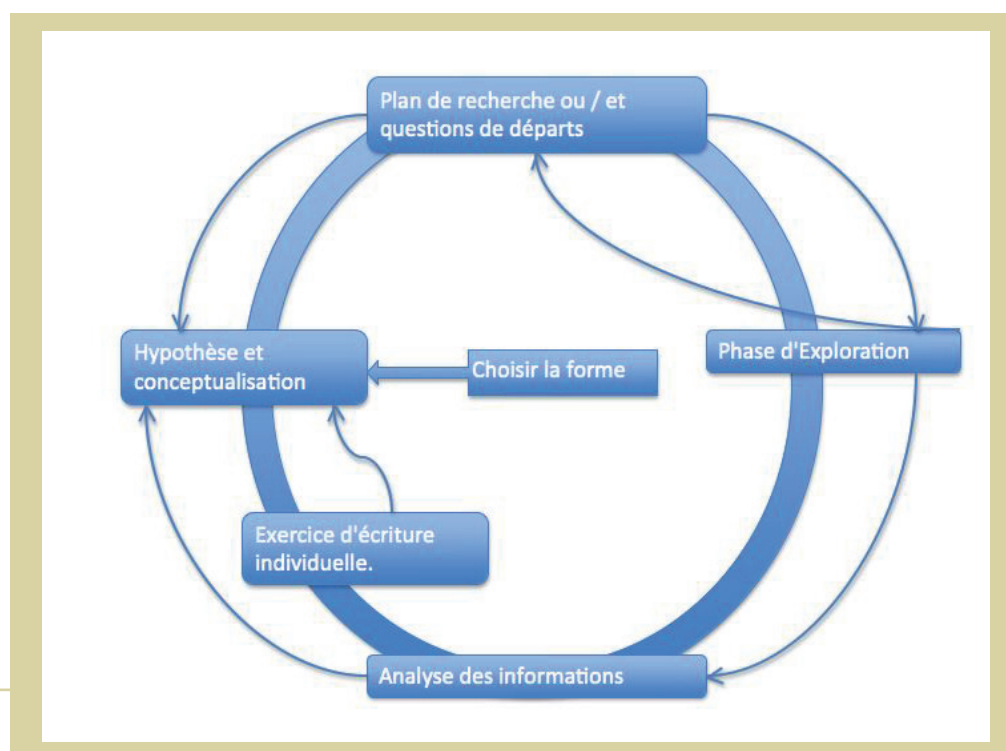 Plan de recherche ou / et
questions de départs
Hypothèse et
conceptualisation
Choisir la forme
Phase d'Exploration
Exercice d'écriture
individuelle.
Analyse des informations